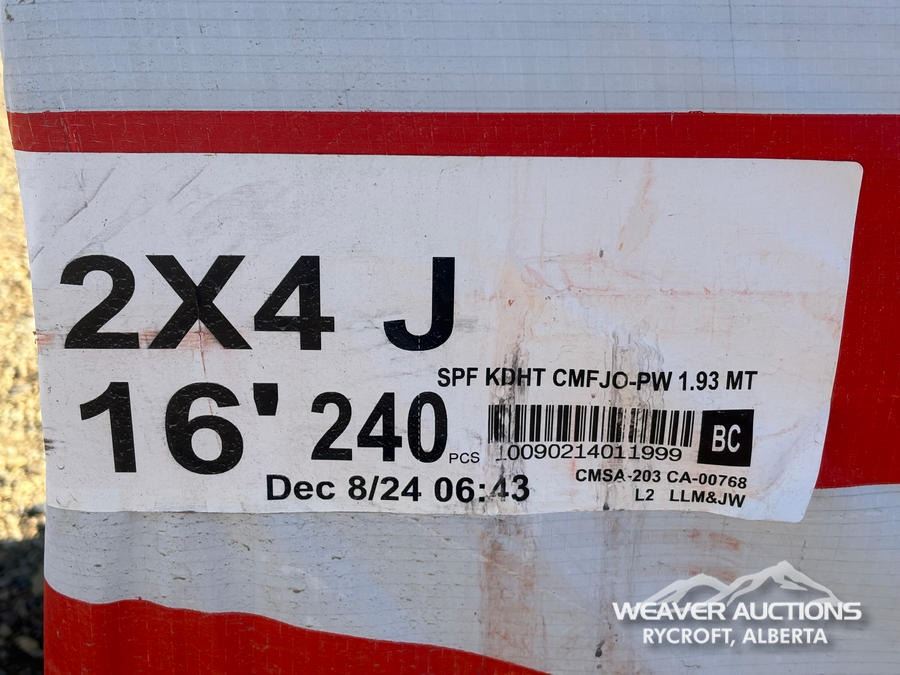 2X4 J
SPF KDHT CMFJO-PW 1.93 MT
16' 240 PCS
10090214011999
BC
CMSA-203 CA-00768
Dec 8/24 06:43
L2 LLM&JW
WEAVER AUCTIONS
RYCROFT, ALBERTA